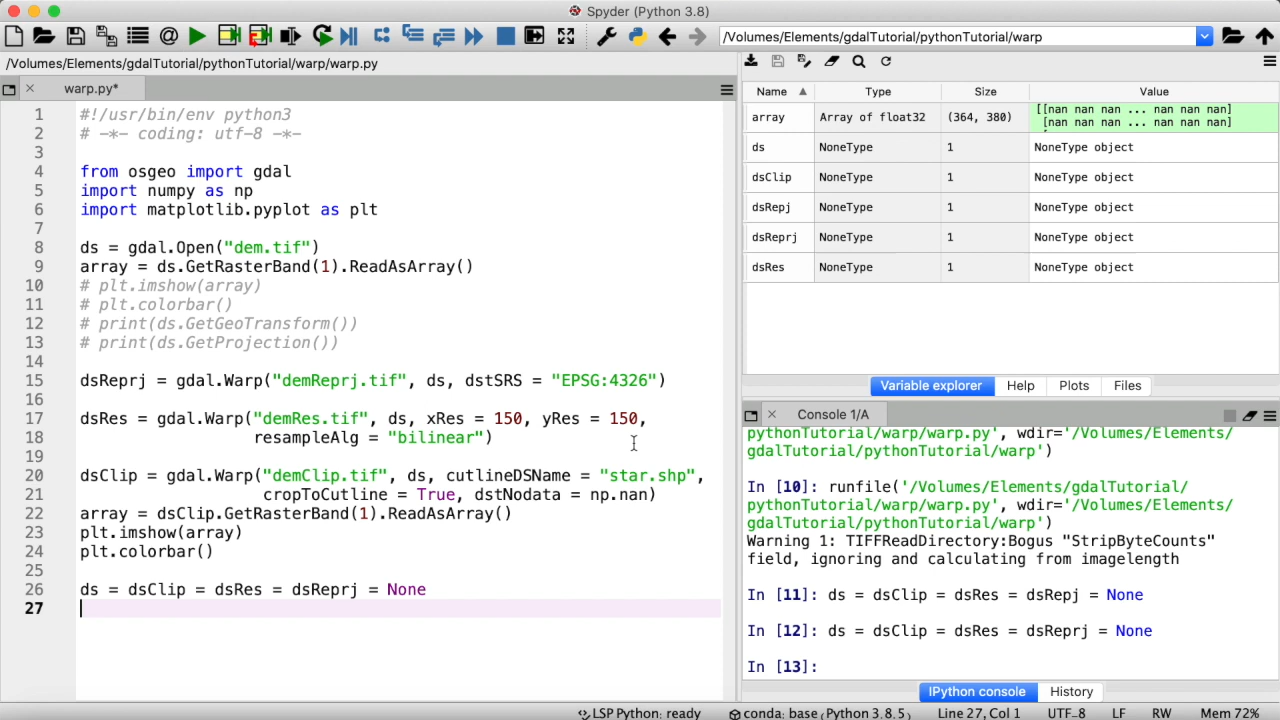 Spyder (Python 3.8)
/Volumes/Elements/gdalTutorial/pythonTutorial/warp
/Volumes/Elements/gdalTutorial/pythonTutorial/warp/warp.py
warp.py*
1 #!/usr/bin/env python3
2 # -*- coding: utf-8 -*-
3
4 from osgeo import gdal
5 import numpy as np
6 import matplotlib.pyplot as plt
7
8 ds = gdal.Open("dem.tif")
9 array = ds.GetRasterBand(1).ReadAsArray()
10 # plt.imshow(array)
11 # plt.colorbar()
12 # print(ds.GetGeoTransform())
13 # print(ds.GetProjection())
14
15 dsReprj = gdal.Warp("demReprj.tif", ds, dstSRS = "EPSG:4326")
16
17 dsRes = gdal.Warp("demRes.tif", ds, xRes = 150, yRes = 150,
18 resampleAlg = "bilinear")
19
20 dsClip = gdal.Warp("demClip.tif", ds, cutlineDSName = "star.shp",
21 cropToCutline = True, dstNodata = np.nan)
22 array = dsClip.GetRasterBand(1).ReadAsArray()
23 plt.imshow(array)
24 plt.colorbar()
25
26 ds = dsClip = dsRes = dsReprj = None
27
Name Type Size Value
array Array of float32 (364, 380) [[nan nan nan ... nan nan nan]
[nan nan nan ... nan nan nan]
ds NoneType 1 NoneType object
dsClip NoneType 1 NoneType object
dsRepj NoneType 1 NoneType object
dsReprj NoneType 1 NoneType object
dsRes NoneType 1 NoneType object
Variable explorer Help Plots Files
Console 1/A
pythonTutorial/warp/warp.py', wdir='/Volumes/Elements/
gdalTutorial/pythonTutorial/warp')
In [10]: runfile('/Volumes/Elements/gdalTutorial/
pythonTutorial/warp/warp.py', wdir='/Volumes/Elements/
gdalTutorial/pythonTutorial/warp')
Warning 1: TIFFReadDirectory:Bogus "StripByteCounts"
field, ignoring and calculating from imagelength
In [11]: ds = dsClip = dsRes = dsRepj = None
In [12]: ds = dsClip = dsRes = dsReprj = None
In [13]:
IPython console History
LSP Python: ready conda: base (Python 3.8.5) Line 27, Col 1 UTF-8 LF RW Mem 72%